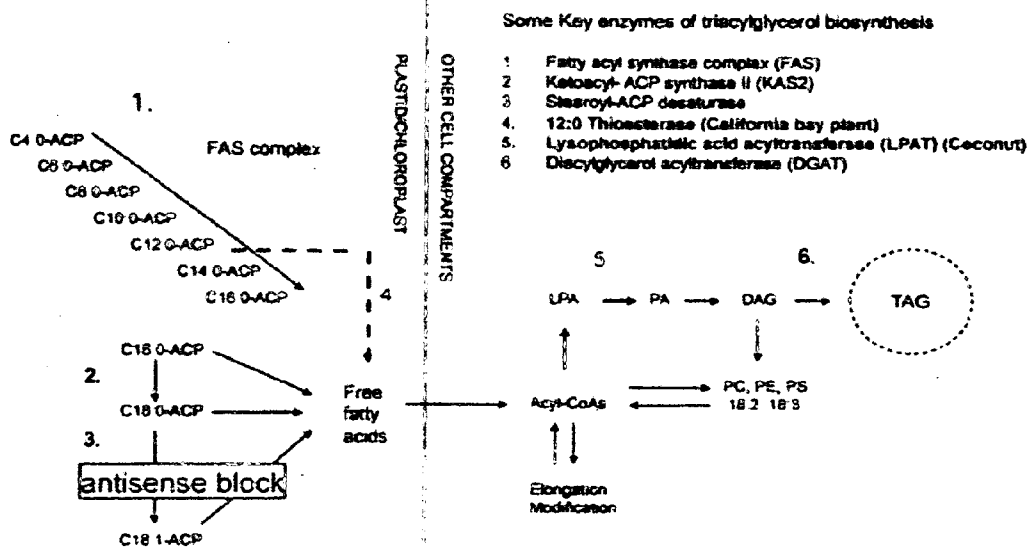 Some Key enzymes of triacylglycerol biosynthesis
1 Fatty acyl synthase complex (FAS)
2 Ketoacyl- ACP synthase II (KAS2)
3 Stearoyl-ACP desaturase
4. 12:0 Thioesterase (California bay plant)
5. Lysophosphatidic acid acyltransferase (LPAT) (Coconut)
6 Diacylglycerol acyltransferase (DGAT)
PLASTID/CHLOROPLAST
OTHER CELL COMPARTMENTS
1.
FAS complex
C4 0-ACP
C6 0-ACP
C8 0-ACP
C10 0-ACP
C12 0-ACP
C14 0-ACP
C16 0-ACP
4
5
6.
LPA
PA
DAG
TAG
C16 0-ACP
2.
C18 0-ACP
3.
antisense block
C18 1-ACP
Free
fatty
acids
Acyl-CoAs
PC, PE, PS
18:2 18:3
Elongation
Modification